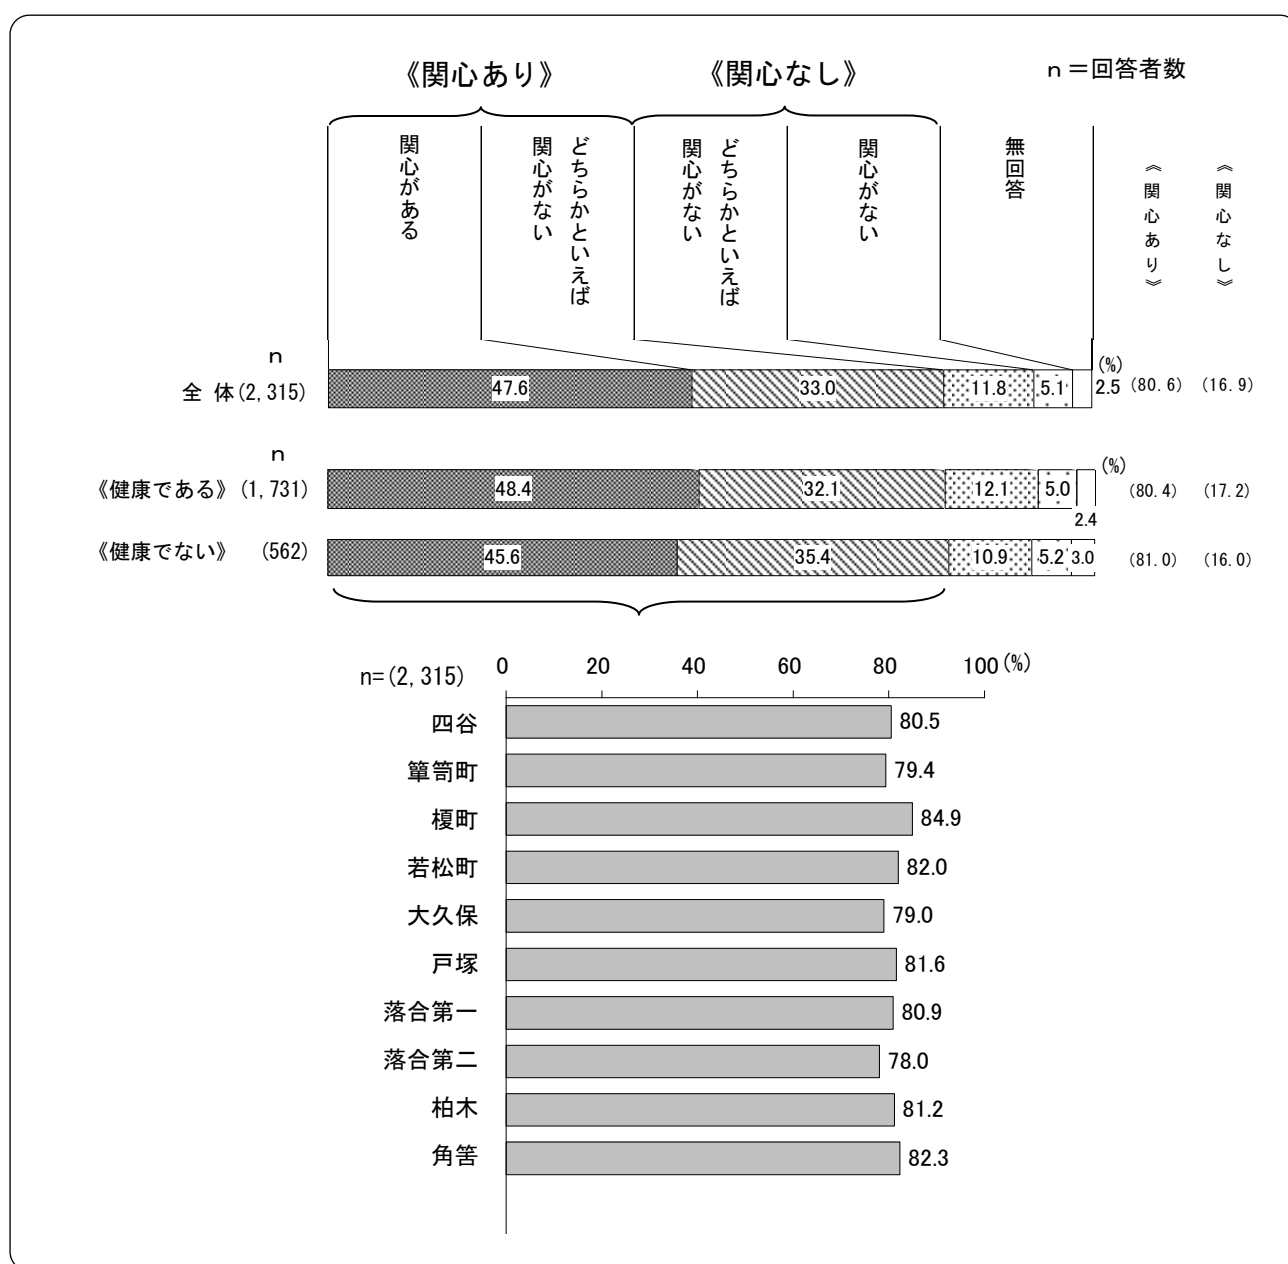 《関心あり》 《関心なし》 n=回答者数
関心がある
どちらかといえば
関心がない
どちらかといえば
関心がない
関心がない
無回答
《関心あり》
《関心なし》
n (%)
全 体(2,315) 47.6 33.0 11.8 5.1 2.5 (80.6) (16.9)
n (%)
《健康である》(1,731) 48.4 32.1 12.1 5.0 2.4 (80.4) (17.2)
《健康でない》 (562) 45.6 35.4 10.9 5.2 3.0 (81.0) (16.0)
n=(2,315) 0 20 40 60 80 100 (%)
四谷 80.5
簞笥町 79.4
榎町 84.9
若松町 82.0
大久保 79.0
戸塚 81.6
落合第一 80.9
落合第二 78.0
柏木 81.2
角筈 82.3